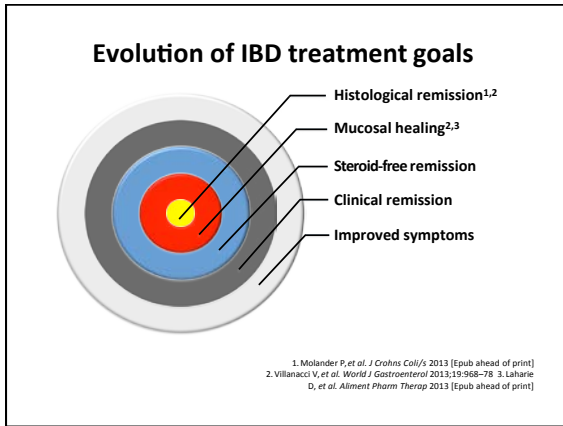 Evolution of IBD treatment goals
Histological remission1,2
Mucosal healing2,3
Steroid-free remission
Clinical remission
Improved symptoms
1. Molander P, et al. J Crohns Coli/s 2013 [Epub ahead of print]
2. Villanacci V, et al. World J Gastroenterol 2013;19:968–78 3. Laharie
D, et al. Aliment Pharm Therap 2013 [Epub ahead of print]